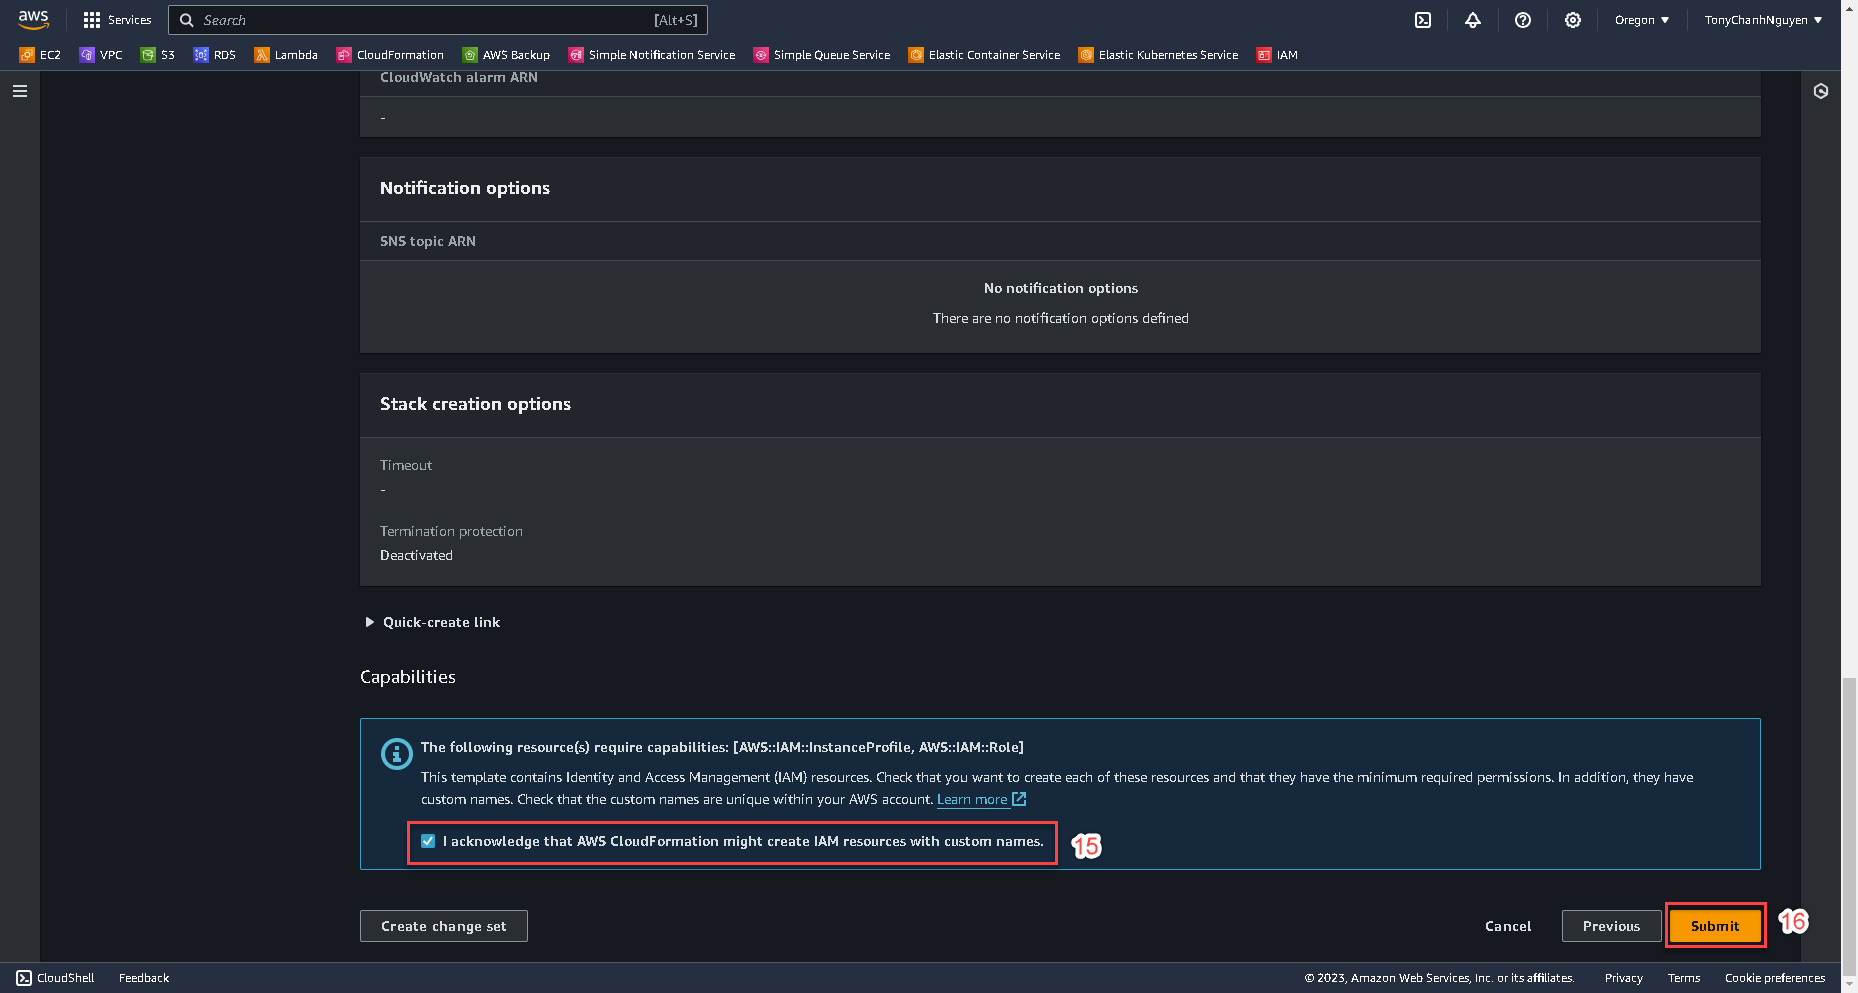 aws
Services
Search
[Alt+S]
Oregon ▼
TonyChanhNguyen ▼
EC2
VPC
S3
RDS
Lambda
CloudFormation
AWS Backup
Simple Notification Service
Simple Queue Service
Elastic Container Service
Elastic Kubernetes Service
IAM
CloudWatch alarm ARN
-
Notification options
SNS topic ARN
No notification options
There are no notification options defined
Stack creation options
Timeout
-
Termination protection
Deactivated
Quick-create link
Capabilities
The following resource(s) require capabilities: [AWS::IAM::InstanceProfile, AWS::IAM::Role]
This template contains Identity and Access Management (IAM) resources. Check that you want to create each of these resources and that they have the minimum required permissions. In addition, they have
custom names. Check that the custom names are unique within your AWS account. Learn more
I acknowledge that AWS CloudFormation might create IAM resources with custom names.
15
Create change set
Cancel
Previous
Submit
16
CloudShell
Feedback
© 2023, Amazon Web Services, Inc. or its affiliates.
Privacy
Terms
Cookie preferences